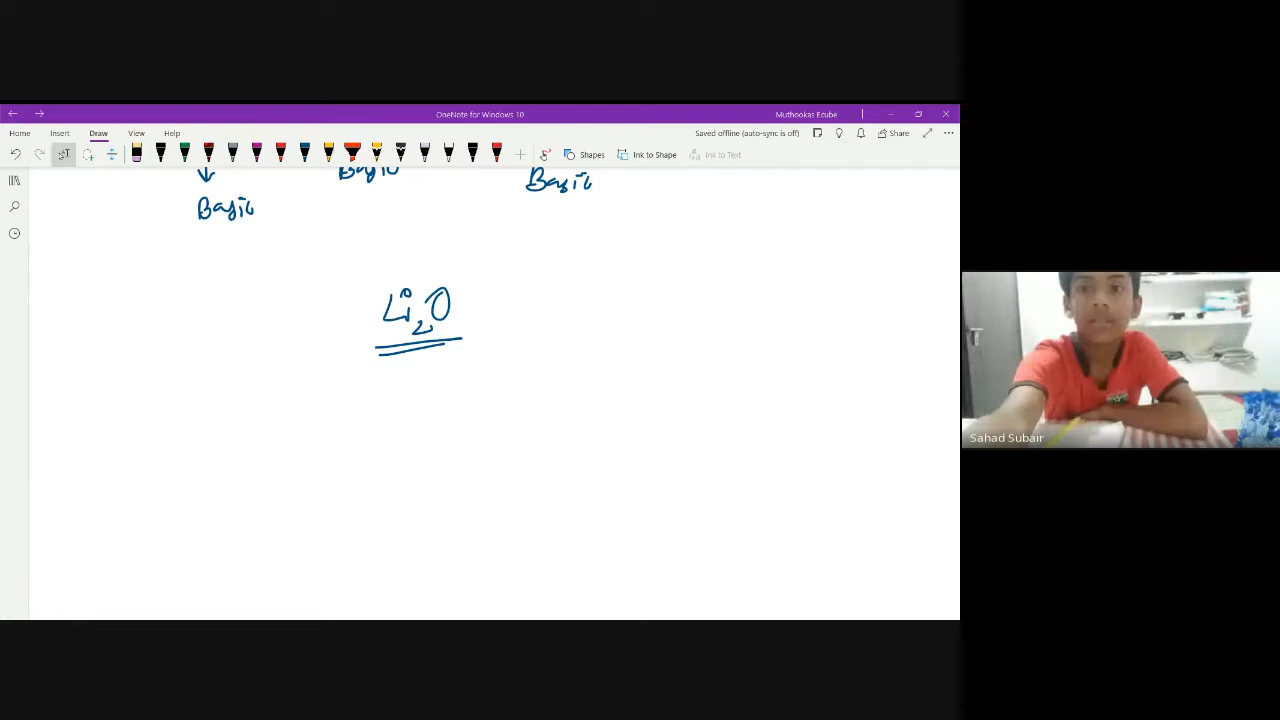 OneNote for Windows 10
Muthookas Ecube
Home Insert Draw View Help
Saved offline (auto-sync is off) Share
Shapes Ink to Shape Ink to Text
Basic Basic
Basic
Li₂O
Sahad Subair